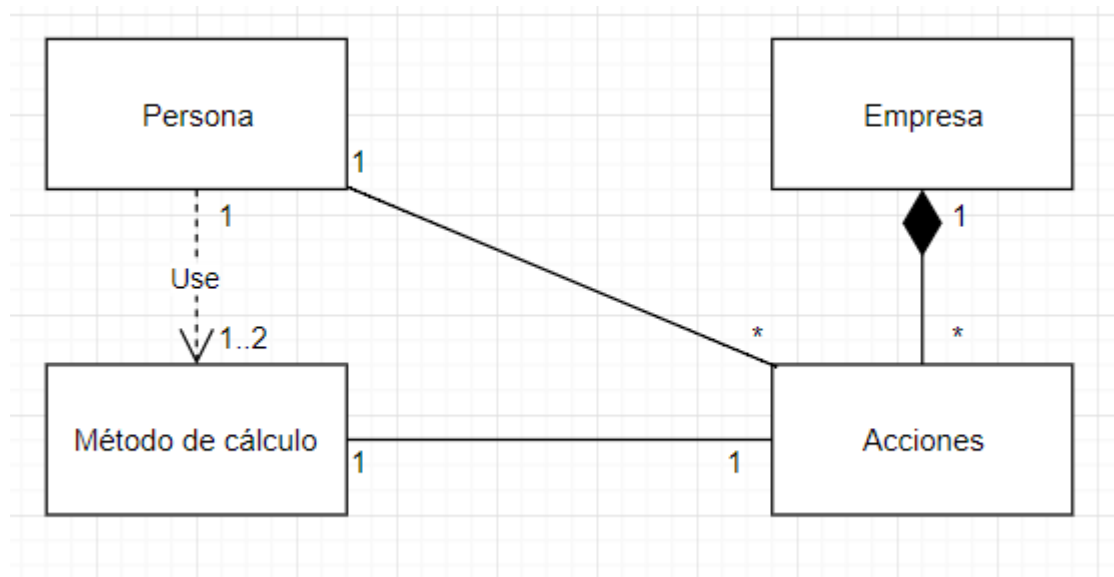 Persona
Empresa
1
1
1
Use
1..2
*
*
Método de cálculo
Acciones
1
1